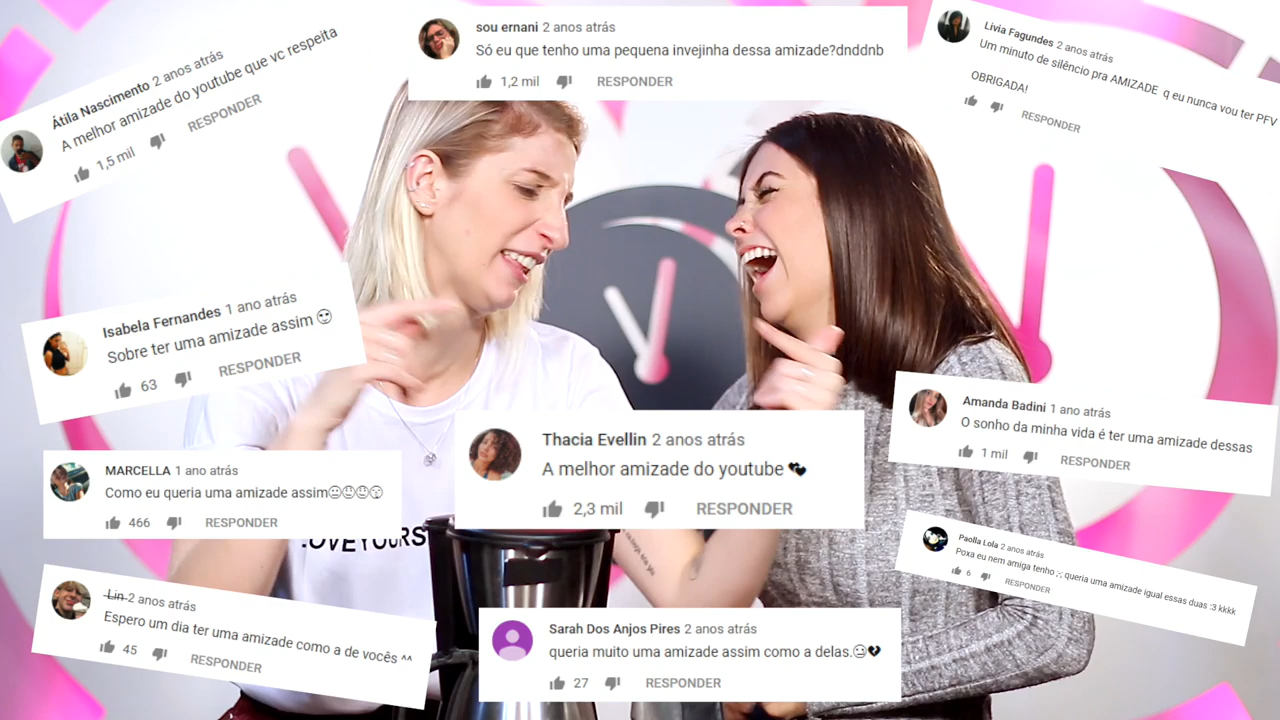 Átila Nascimento 2 anos atrás
A melhor amizade do youtube que vc respeita
1,5 mil RESPONDER
sou ernani 2 anos atrás
Só eu que tenho uma pequena invejinha dessa amizade?dnddnb
1,2 mil RESPONDER
Lívia Fagundes 2 anos atrás
Um minuto de silêncio pra AMIZADE q eu nunca vou ter PFV
OBRIGADA!
RESPONDER
Isabela Fernandes 1 ano atrás
Sobre ter uma amizade assim 😍
63 RESPONDER
MARCELLA 1 ano atrás
Como eu queria uma amizade assim
466 RESPONDER
Thacia Evellin 2 anos atrás
A melhor amizade do youtube 💕
2,3 mil RESPONDER
Amanda Badini 1 ano atrás
O sonho da minha vida é ter uma amizade dessas
1 mil RESPONDER
Paolla Lola 2 anos atrás
Poxa eu nem amiga tenho ;-; queria uma amizade igual essas duas :3 kkkk
6 RESPONDER
-Lin- 2 anos atrás
Espero um dia ter uma amizade como a de vocês ^^
45 RESPONDER
Sarah Dos Anjos Pires 2 anos atrás
queria muito uma amizade assim como a delas.😐💔
27 RESPONDER
LOVE YOURS